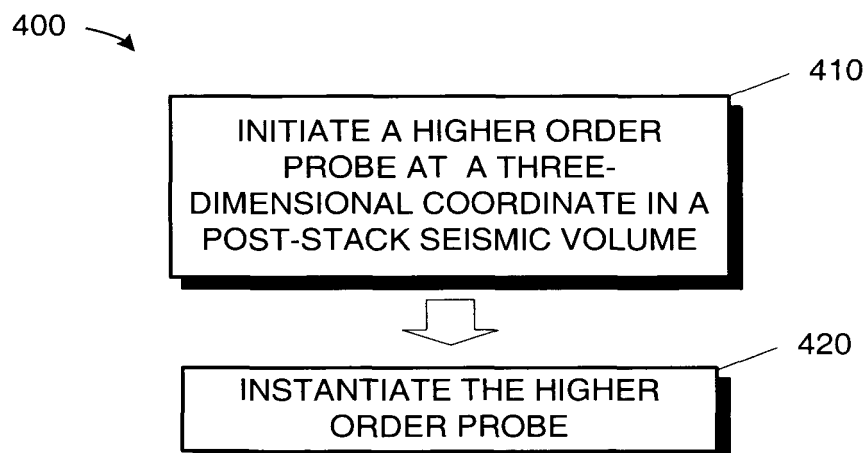 400
410
INITIATE A HIGHER ORDER
PROBE AT A THREE-
DIMENSIONAL COORDINATE IN A
POST-STACK SEISMIC VOLUME
420
INSTANTIATE THE HIGHER
ORDER PROBE